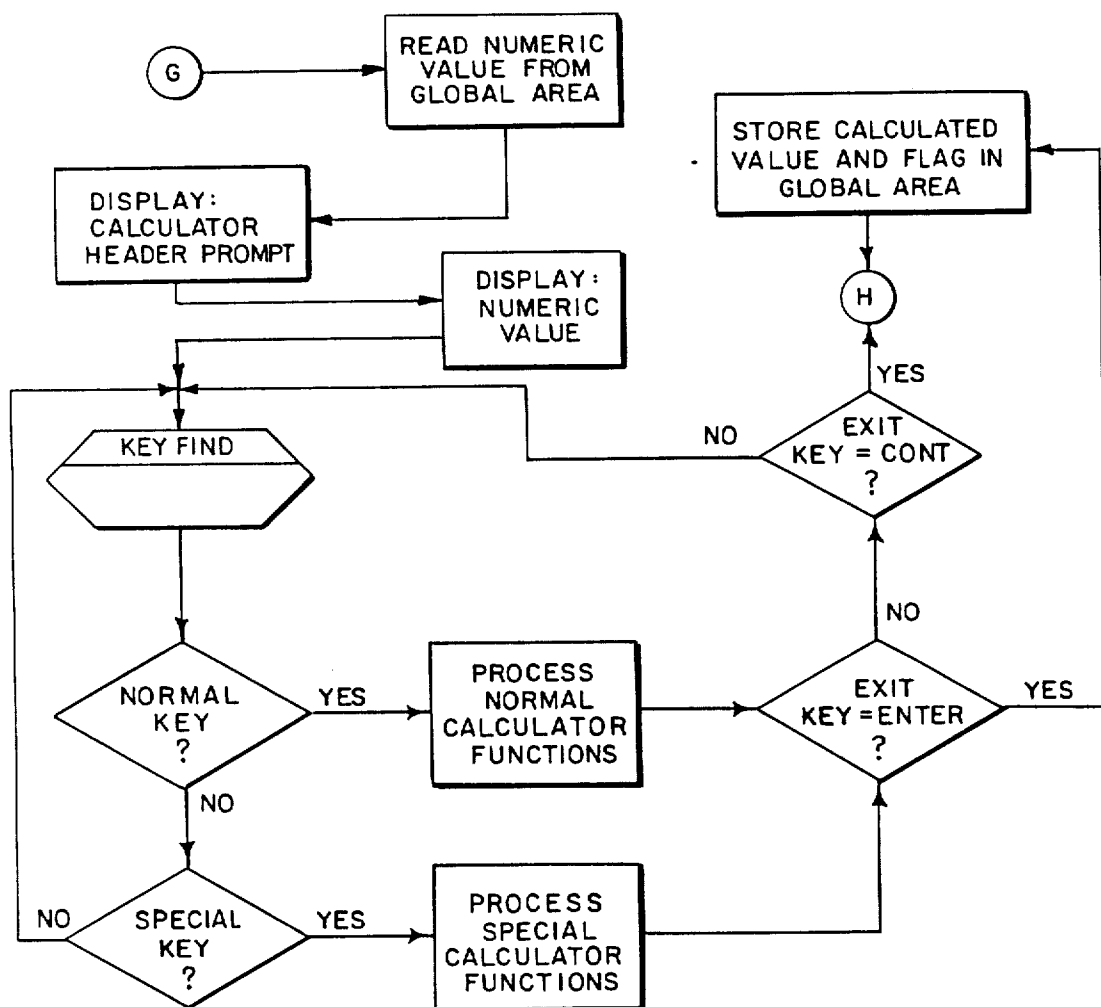 G
READ NUMERIC
VALUE FROM
GLOBAL AREA
STORE CALCULATED
VALUE AND FLAG IN
GLOBAL AREA
DISPLAY:
CALCULATOR
HEADER PROMPT
DISPLAY:
NUMERIC
VALUE
H
YES
KEY FIND
NO
EXIT
KEY = CONT
?
NO
NORMAL
KEY
?
YES
PROCESS
NORMAL
CALCULATOR
FUNCTIONS
EXIT
KEY = ENTER
?
YES
NO
NO
SPECIAL
KEY
?
YES
PROCESS
SPECIAL
CALCULATOR
FUNCTIONS